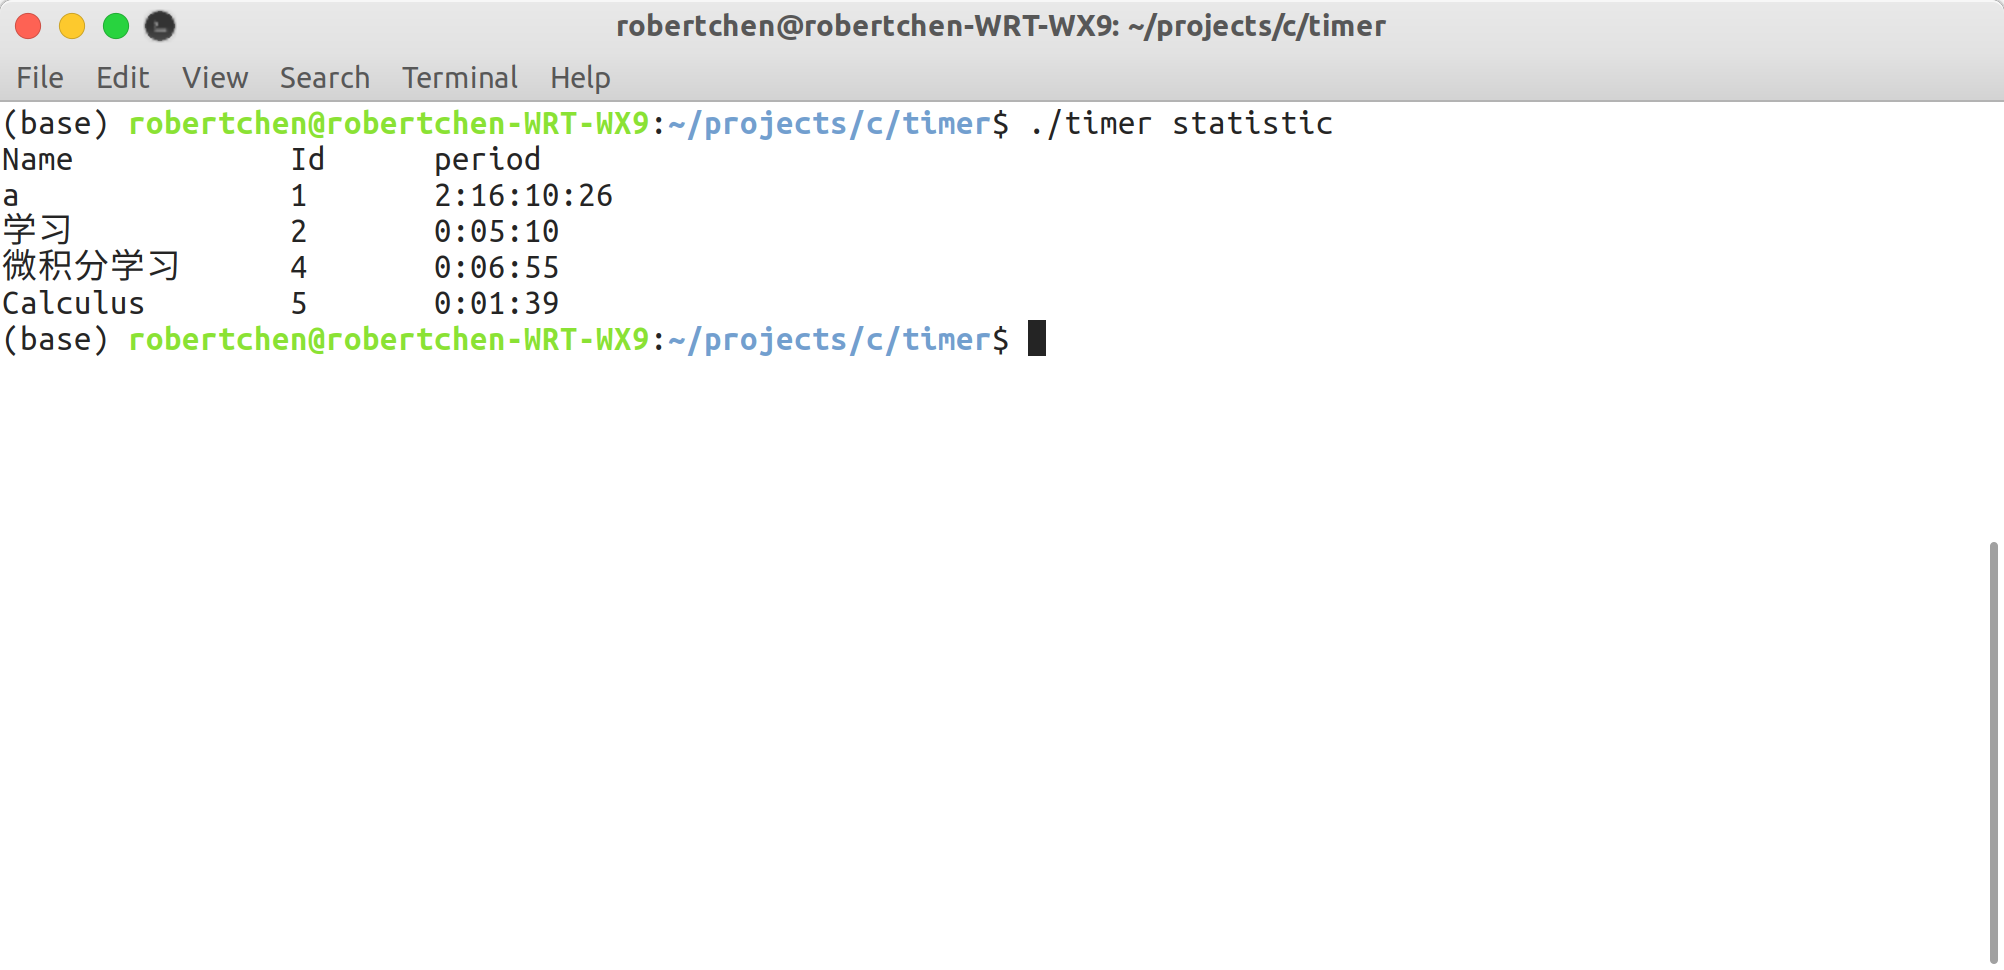 robertchen@robertchen-WRT-WX9: ~/projects/c/timer
File Edit View Search Terminal Help
(base) robertchen@robertchen-WRT-WX9:~/projects/c/timer$ ./timer statistic
Name Id period
a 1 2:16:10:26
学习 2 0:05:10
微积分学习 4 0:06:55
Calculus 5 0:01:39
(base) robertchen@robertchen-WRT-WX9:~/projects/c/timer$